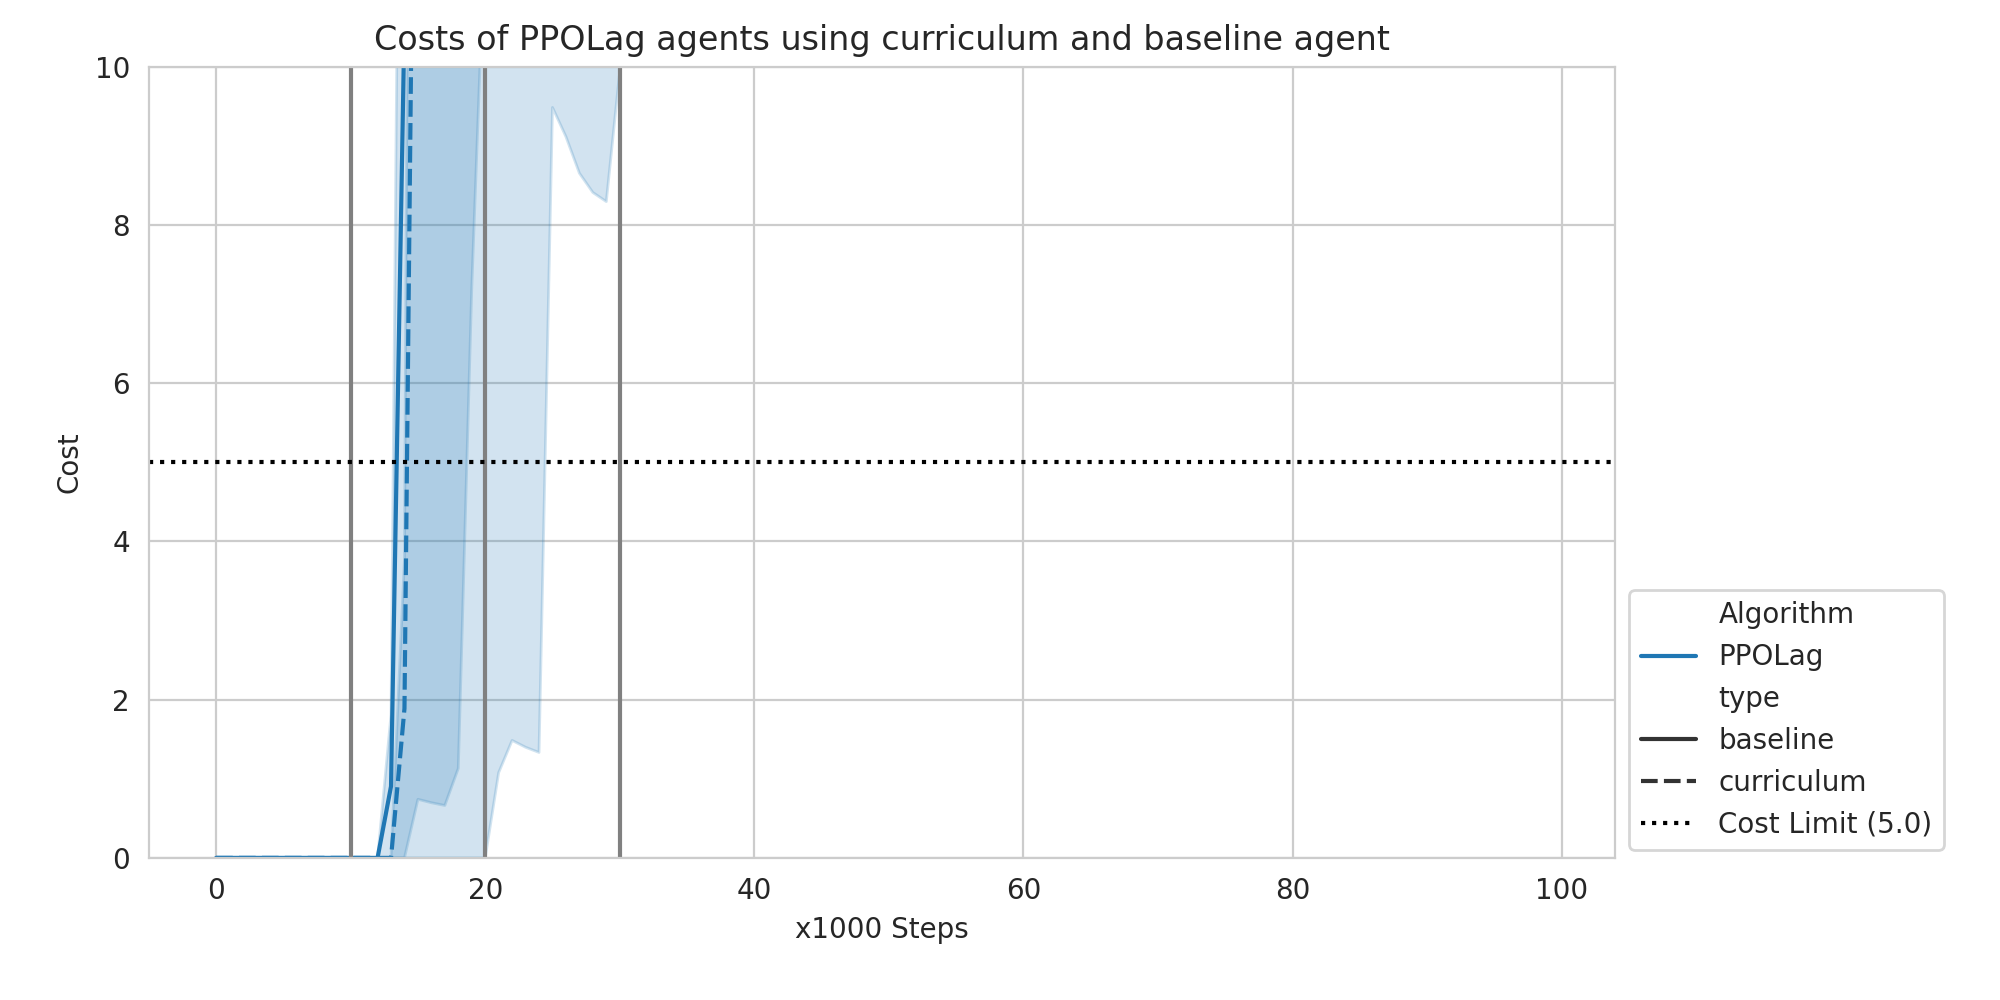 Costs of PPOLag agents using curriculum and baseline agent
10
8
6
4
2
0
Cost
0 20 40 60 80 100
x1000 Steps
Algorithm
PPOLag
type
baseline
curriculum
Cost Limit (5.0)